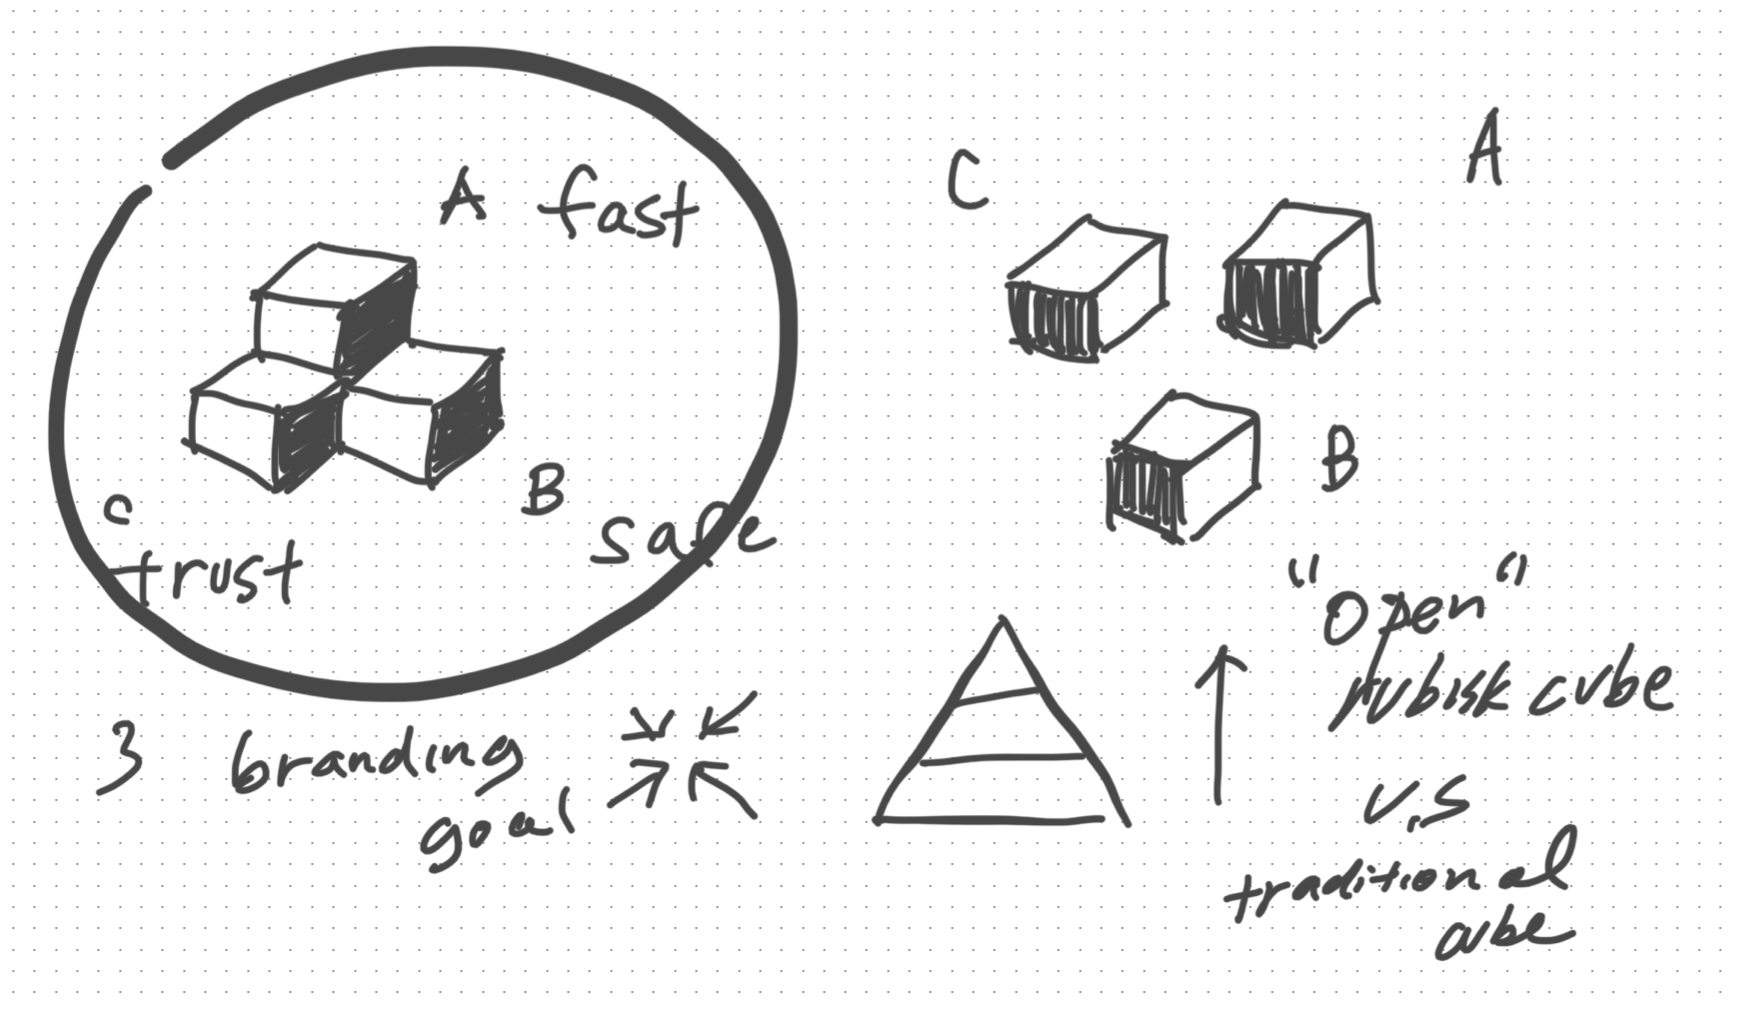 A fast
B
safe
C
trust
3 branding
goal
C
A
B
"open"
rubisk cube
v.s
traditional
cube